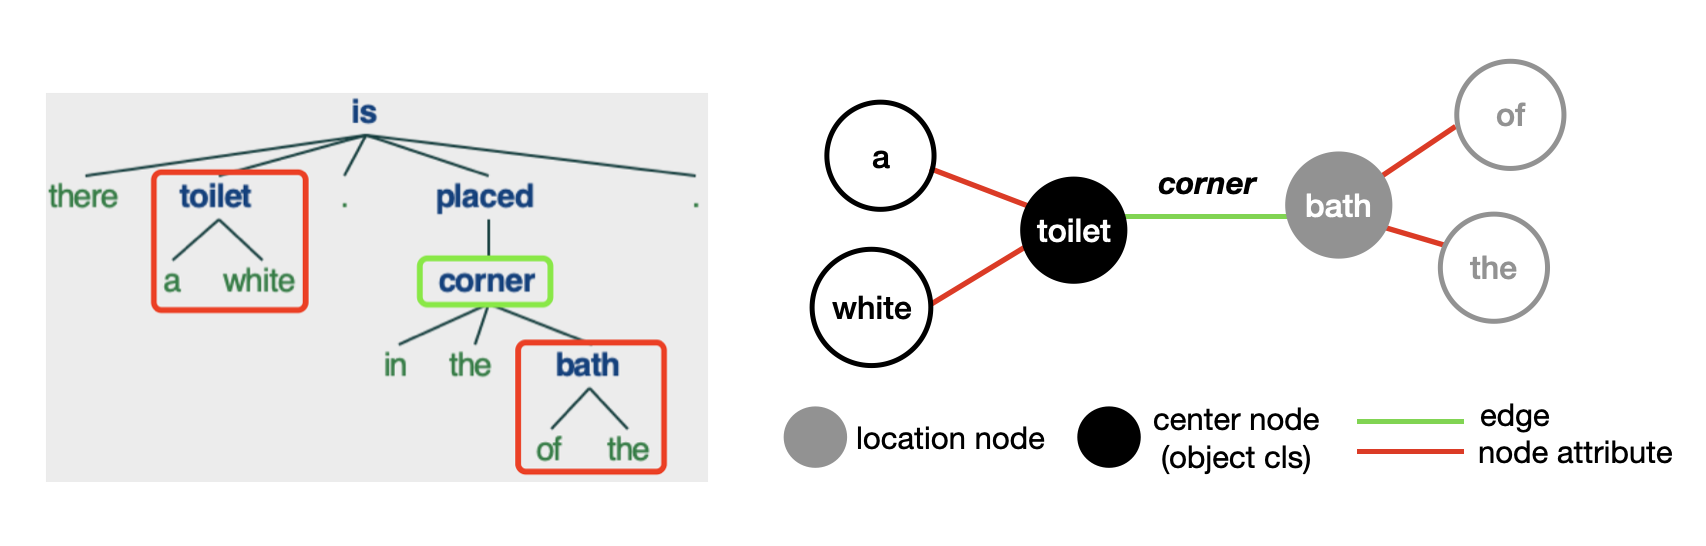 is
there toilet . placed .
a white corner
in the bath
of the
a of
corner
toilet bath
white the
location node
center node
(object cls)
edge
node attribute